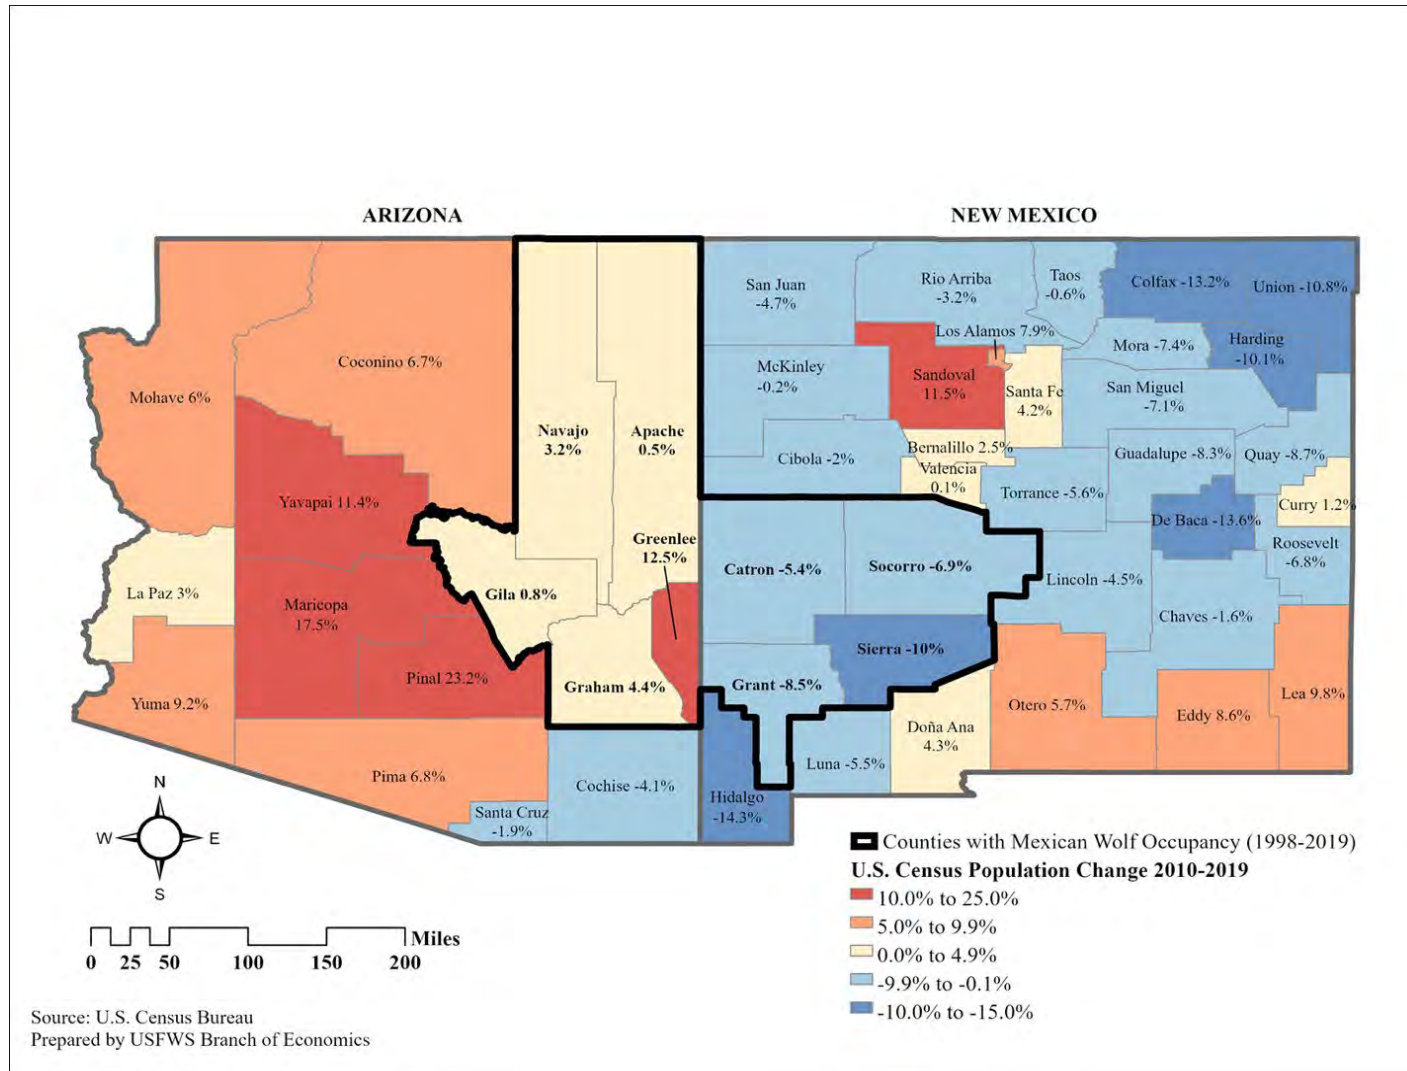 ARIZONA
NEW MEXICO
San Juan
-4.7%
Rio Arriba
-3.2%
Taos
-0.6%
Colfax -13.2%
Union -10.8%
Los Alamos 7.9%
Mora -7.4%
Harding
-10.1%
Coconino 6.7%
Mohave 6%
McKinley
-0.2%
Sandoval
11.5%
Santa Fe
4.2%
San Miguel
-7.1%
Navajo
3.2%
Apache
0.5%
Cibola -2%
Bernalillo 2.5%
Valencia
0.1%
Guadalupe -8.3%
Quay -8.7%
Torrance -5.6%
Curry 1.2%
Yavapai 11.4%
De Baca -13.6%
Greenlee
12.5%
Roosevelt
-6.8%
Catron -5.4%
Socorro -6.9%
Lincoln -4.5%
La Paz 3%
Gila 0.8%
Maricopa
17.5%
Chaves -1.6%
Sierra -10%
Pinal 23.2%
Graham 4.4%
Grant -8.5%
Yuma 9.2%
Otero 5.7%
Eddy 8.6%
Lea 9.8%
Doña Ana
4.3%
Pima 6.8%
Cochise -4.1%
Luna -5.5%
Hidalgo
-14.3%
Santa Cruz
-1.9%
N
W
E
S
Counties with Mexican Wolf Occupancy (1998-2019)
U.S. Census Population Change 2010-2019
10.0% to 25.0%
5.0% to 9.9%
0.0% to 4.9%
-9.9% to -0.1%
-10.0% to -15.0%
Miles
0 25 50 100 150 200
Source: U.S. Census Bureau
Prepared by USFWS Branch of Economics